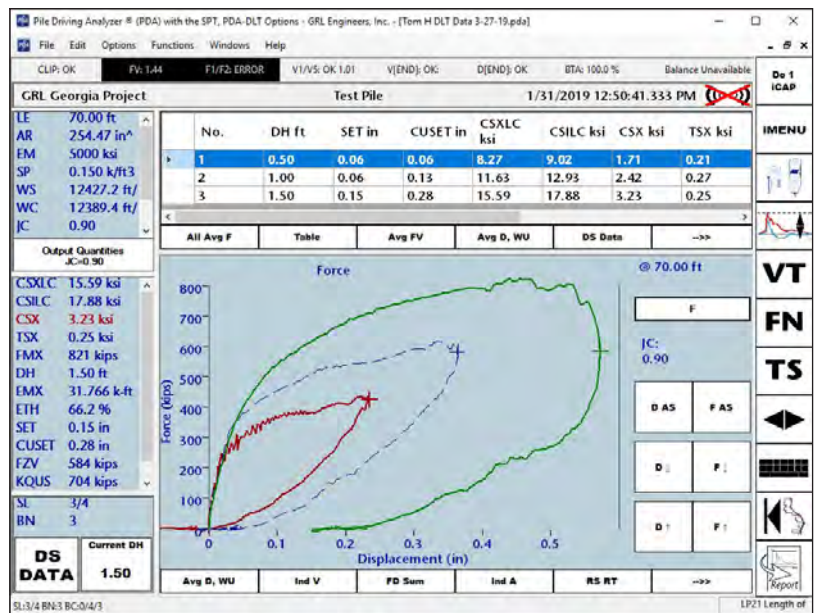 Pile Driving Analyzer ® (PDA) with the SPT, PDA-DLT Options - GRL Engineers, Inc. - [Tom H DLT Data 3-27-19.pda]
File Edit Options Functions Windows Help
CLIP: OK FV: 1.44 F1/F2: ERROR V1/V5: OK 1.01 V[END]: OK: D[END]: OK BTA: 100.0 % Balance Unavailable
De 1
iCAP
GRL Georgia Project Test Pile 1/31/2019 12:50:41.333 PM
LE 70.00 ft
AR 254.47 in^
EM 5000 ksi
SP 0.150 k/ft3
WS 12427.2 ft/
WC 12389.4 ft/
JC 0.90
Output Quantities
JC=0.90
CSXLC 15.59 ksi
CSILC 17.88 ksi
CSX 3.23 ksi
TSX 0.25 ksi
FMX 821 kips
DH 1.50 ft
EMX 31.766 k-ft
ETH 66.2 %
SET 0.15 in
CUSET 0.28 in
FZV 584 kips
KQUS 704 kips
SL 3/4
BN 3
DS
DATA
Current DH
1.50
No. DH ft SET in CUSET in CSXLC ksi CSILC ksi CSX ksi TSX ksi
1 0.50 0.06 0.06 8.27 9.02 1.71 0.21
2 1.00 0.06 0.13 11.63 12.93 2.42 0.27
3 1.50 0.15 0.28 15.59 17.88 3.23 0.25
All Avg F Table Avg FV Avg D, WU DS Data -->>
Force
@ 70.00 ft
800
700
600
500
400
300
200
100
0 0.1 0.2 0.3 0.4 0.5
Force (kips)
Displacement (in)
F
JC:
0.90
D AS F AS
D ↓ F ↓
D ↑ F ↑
Avg D, WU Ind V FD Sum Ind A RS RT -->>
IMENU
VT
FN
TS
Report
SL:3/4 BN:3 BC:0/4/3
LP21 Length of